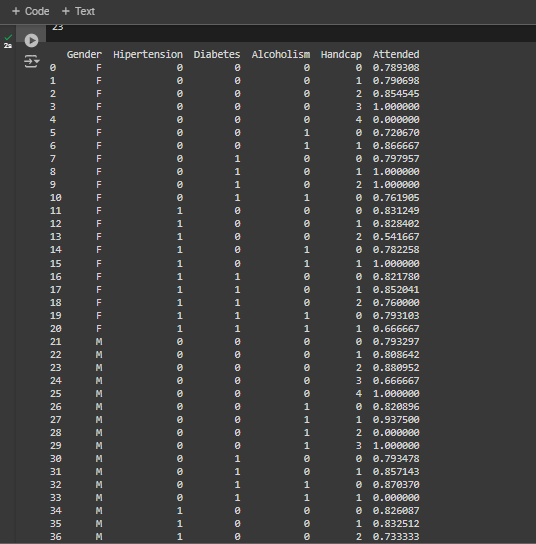 + Code + Text
23
2s
Gender Hipertension Diabetes Alcoholism Handcap Attended
0 F 0 0 0 0 0.789308
1 F 0 0 0 1 0.790698
2 F 0 0 0 2 0.854545
3 F 0 0 0 3 1.000000
4 F 0 0 0 4 0.000000
5 F 0 0 1 0 0.720670
6 F 0 0 1 1 0.866667
7 F 0 1 0 0 0.797957
8 F 0 1 0 1 1.000000
9 F 0 1 0 2 1.000000
10 F 0 1 1 0 0.761905
11 F 1 0 0 0 0.831249
12 F 1 0 0 1 0.828402
13 F 1 0 0 2 0.541667
14 F 1 0 1 0 0.782258
15 F 1 0 1 1 1.000000
16 F 1 1 0 0 0.821780
17 F 1 1 0 1 0.852041
18 F 1 1 0 2 0.760000
19 F 1 1 1 0 0.793103
20 F 1 1 1 1 0.666667
21 M 0 0 0 0 0.793297
22 M 0 0 0 1 0.808642
23 M 0 0 0 2 0.880952
24 M 0 0 0 3 0.666667
25 M 0 0 0 4 1.000000
26 M 0 0 1 0 0.820896
27 M 0 0 1 1 0.937500
28 M 0 0 1 2 0.000000
29 M 0 0 1 3 1.000000
30 M 0 1 0 0 0.793478
31 M 0 1 0 1 0.857143
32 M 0 1 1 0 0.870370
33 M 0 1 1 1 0.000000
34 M 1 0 0 0 0.826087
35 M 1 0 0 1 0.832512
36 M 1 0 0 2 0.733333